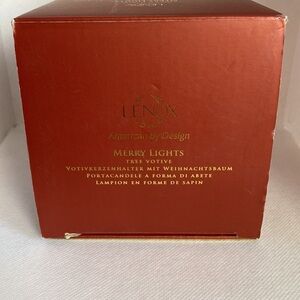 LENOX
American by Design
MERRY LIGHTS
TREE VOTIVE
VOTIVKERZENHALTER MIT WEIHNACHTSBAUM
PORTACANDELE A FORMA DI ABETE
LAMPION EN FORME DE SAPIN